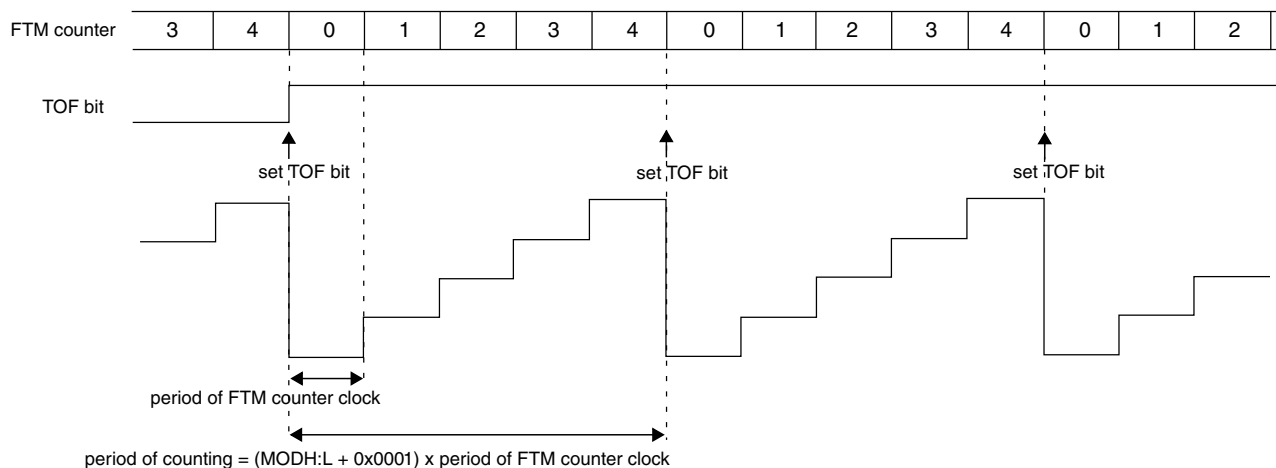 FTM counter 3 4 0 1 2 3 4 0 1 2 3 4 0 1 2
TOF bit
set TOF bit set TOF bit set TOF bit
period of FTM counter clock
period of counting = (MODH:L + 0x0001) x period of FTM counter clock